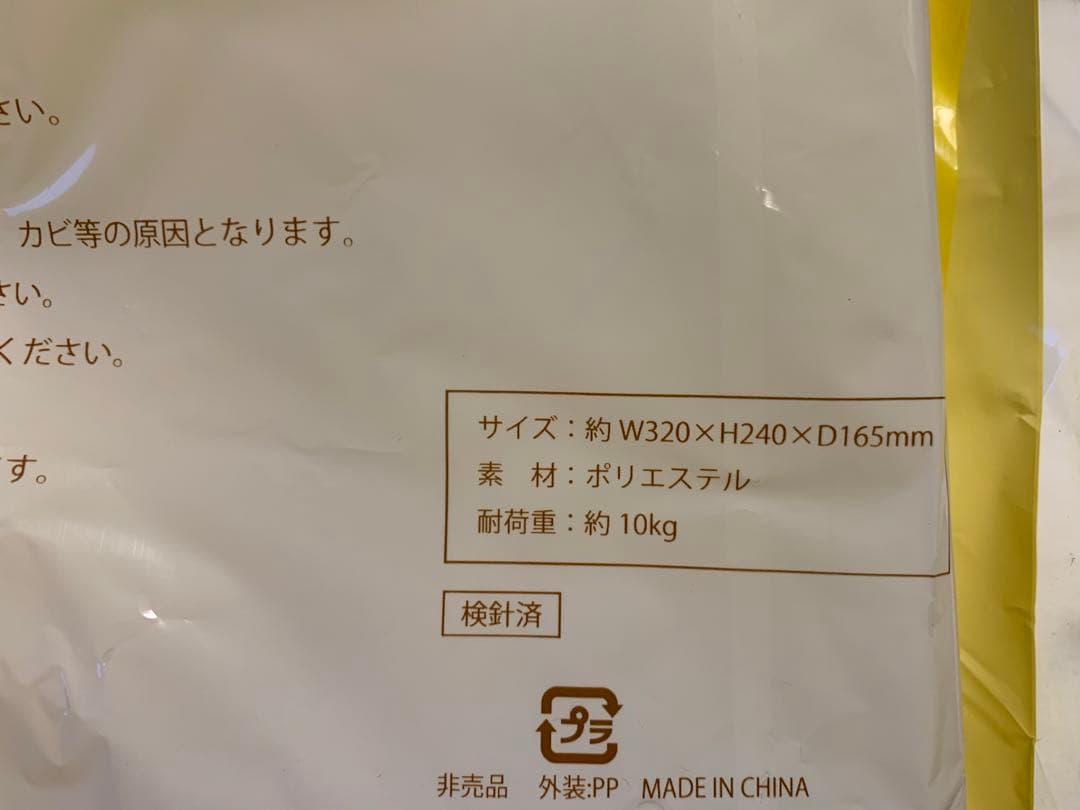 さい。
カビ等の原因となります。
さい。
ください。
ます。
サイズ：約 W320×H240×D165mm
素　材：ポリエステル
耐荷重：約 10kg
検針済
プラ
非売品　外装:PP　MADE IN CHINA